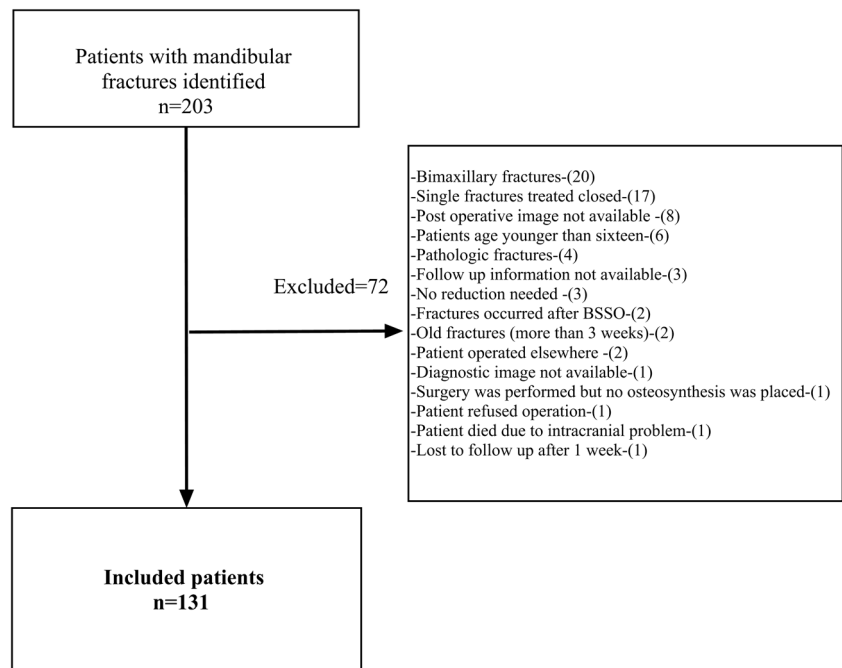 Patients with mandibular
fractures identified
n=203
Excluded=72
-Bimaxillary fractures-(20)
-Single fractures treated closed-(17)
-Post operative image not available -(8)
-Patients age younger than sixteen-(6)
-Pathologic fractures-(4)
-Follow up information not available-(3)
-No reduction needed -(3)
-Fractures occurred after BSSO-(2)
-Old fractures (more than 3 weeks)-(2)
-Patient operated elsewhere -(2)
-Diagnostic image not available-(1)
-Surgery was performed but no osteosynthesis was placed-(1)
-Patient refused operation-(1)
-Patient died due to intracranial problem-(1)
-Lost to follow up after 1 week-(1)
Included patients
n=131